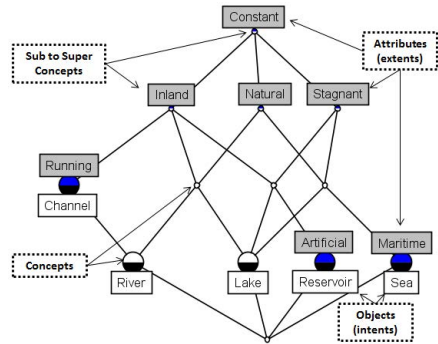 Constant
Sub to Super
Concepts
Attributes
(extents)
Inland
Natural
Stagnant
Running
Channel
Artificial
Maritime
Concepts
River
Lake
Reservoir
Sea
Objects
(intents)